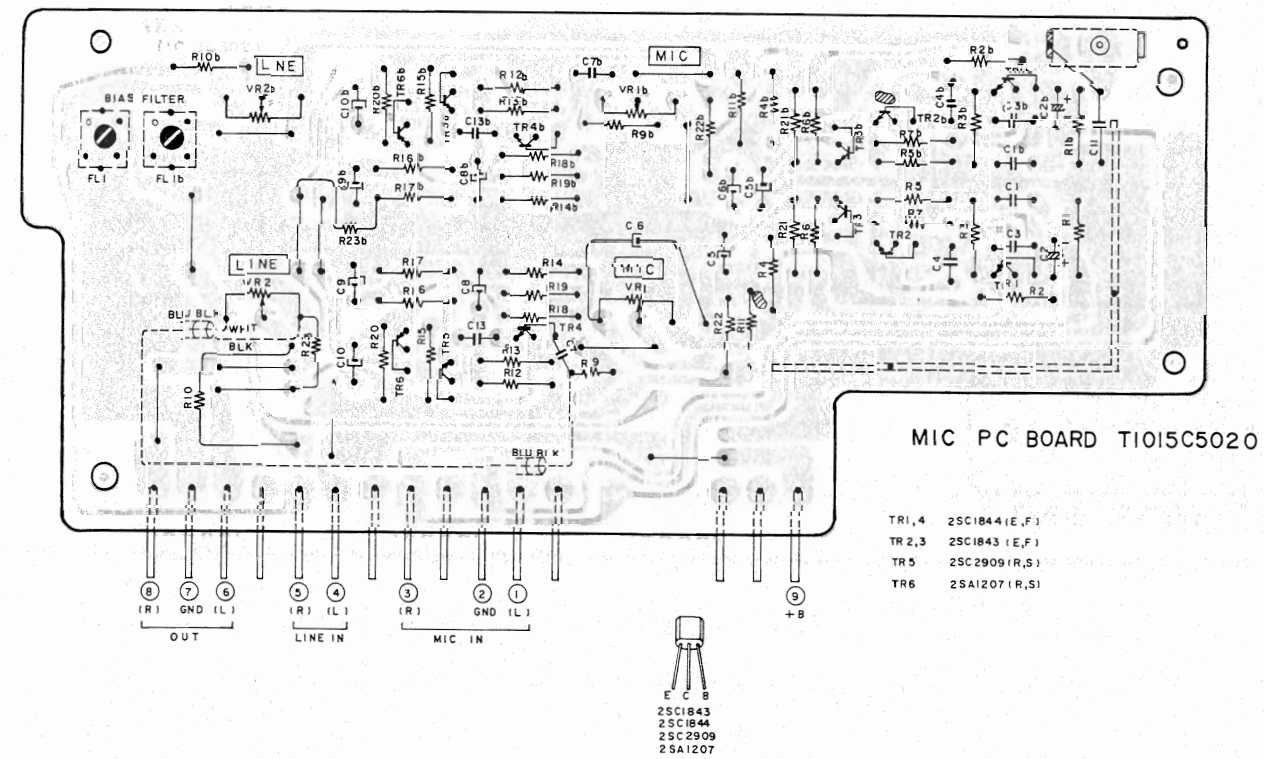 R10b
LINE
VR2b
BIAS FILTER
FL1
FL1b
C10b
R20b
TR6b
R15b
R12b
R13b
C13b
TR4b
C7b
MIC
VR1b
R9b
R22b
R11b
R4b
R21b
R6b
TR3b
TR2b
R7b
R5b
C4b
R3b
R2b
C3b
C2b
R1b
C11
C1b
C9b
R16b
R17b
C8b
R18b
R19b
R14b
R23b
C6b
C5b
R5
R7
C1
R1
R21
R6
TR3
TR2
R3
C3
C2
C4
TR1
R2
C6
C5
R4
LINE
VR2
C9
R17
R16
C8
R14
R19
R18
MIC
VR1
BLU BLK
WHT
BLK
R23
C10
R20
TR6
TR5
C13
TR4
R13
R12
R9
R22
R11
R10
BLU BLK
MIC PC BOARD T1015C5020
TR1,4 2SC1844(E,F)
TR2,3 2SC1843(E,F)
TR5 2SC2909(R,S)
TR6 2SA1207(R,S)
8 7 6 5 4 3 2 1 9
(R) GND (L) (R) (L) (R) GND (L) +B
OUT LINE IN MIC IN
E C B
2SC1843
2SC1844
2SC2909
2SA1207